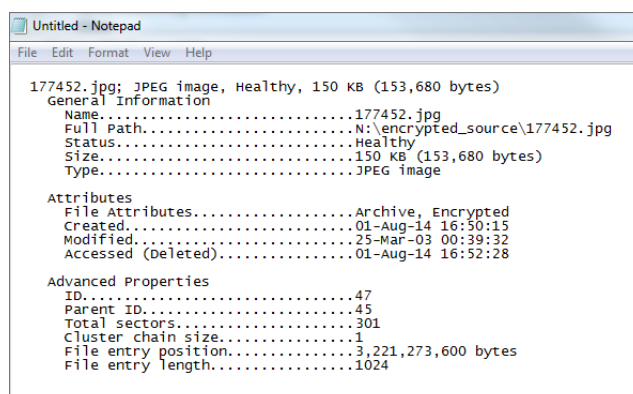 Untitled - Notepad
File Edit Format View Help
177452.jpg; JPEG image, Healthy, 150 KB (153,680 bytes)
General Information
Name.............................177452.jpg
Full Path........................N:\encrypted_source\177452.jpg
Status...........................Healthy
Size.............................150 KB (153,680 bytes)
Type.............................JPEG image
Attributes
File Attributes..................Archive, Encrypted
Created..........................01-Aug-14 16:50:15
Modified.........................25-Mar-03 00:39:32
Accessed (Deleted)...............01-Aug-14 16:52:28
Advanced Properties
ID...............................47
Parent ID........................45
Total sectors....................301
Cluster chain size...............1
File entry position..............3,221,273,600 bytes
File entry length................1024